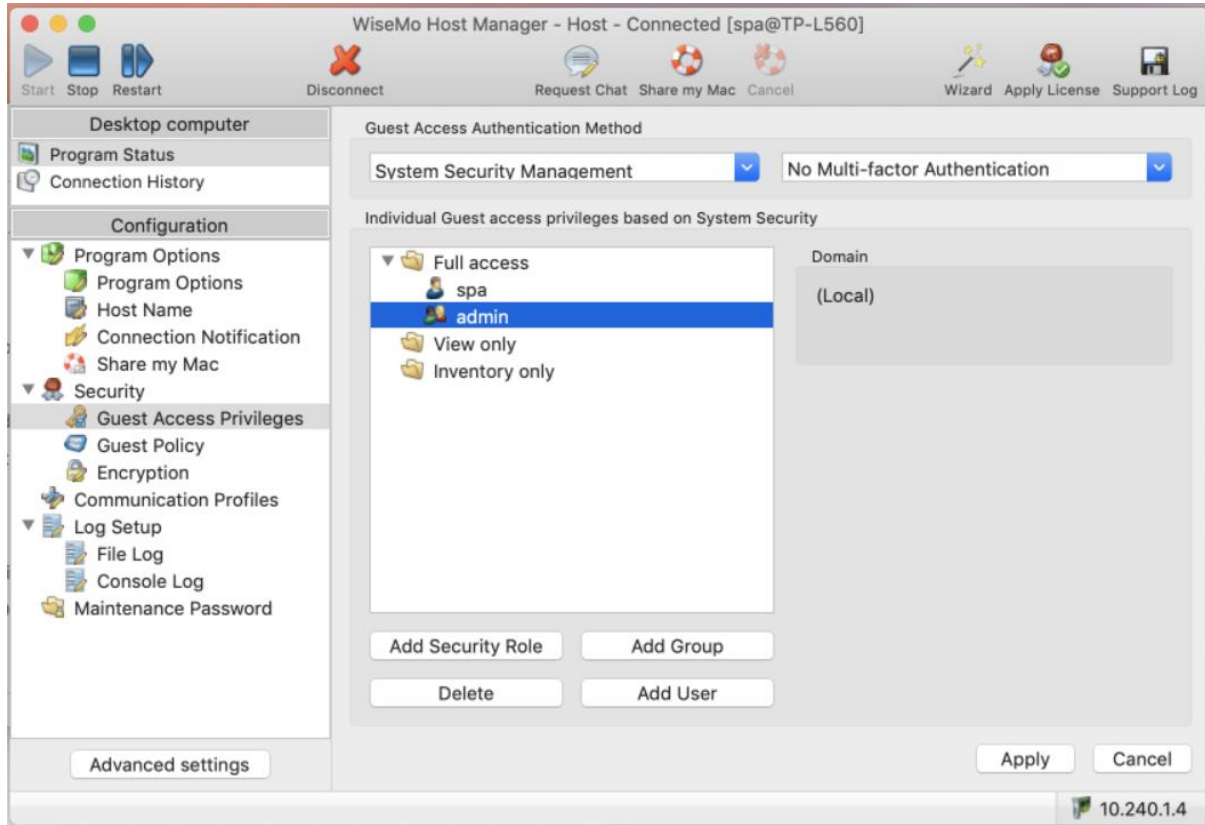 WiseMo Host Manager - Host - Connected [spa@TP-L560]
Start Stop Restart Disconnect Request Chat Share my Mac Cancel Wizard Apply License Support Log
Desktop computer
Program Status
Connection History
Configuration
Program Options
Program Options
Host Name
Connection Notification
Share my Mac
Security
Guest Access Privileges
Guest Policy
Encryption
Communication Profiles
Log Setup
File Log
Console Log
Maintenance Password
Advanced settings
Guest Access Authentication Method
System Security Management No Multi-factor Authentication
Individual Guest access privileges based on System Security
Full access
spa
admin
View only
Inventory only
Domain
(Local)
Add Security Role Add Group
Delete Add User
Apply Cancel
10.240.1.4